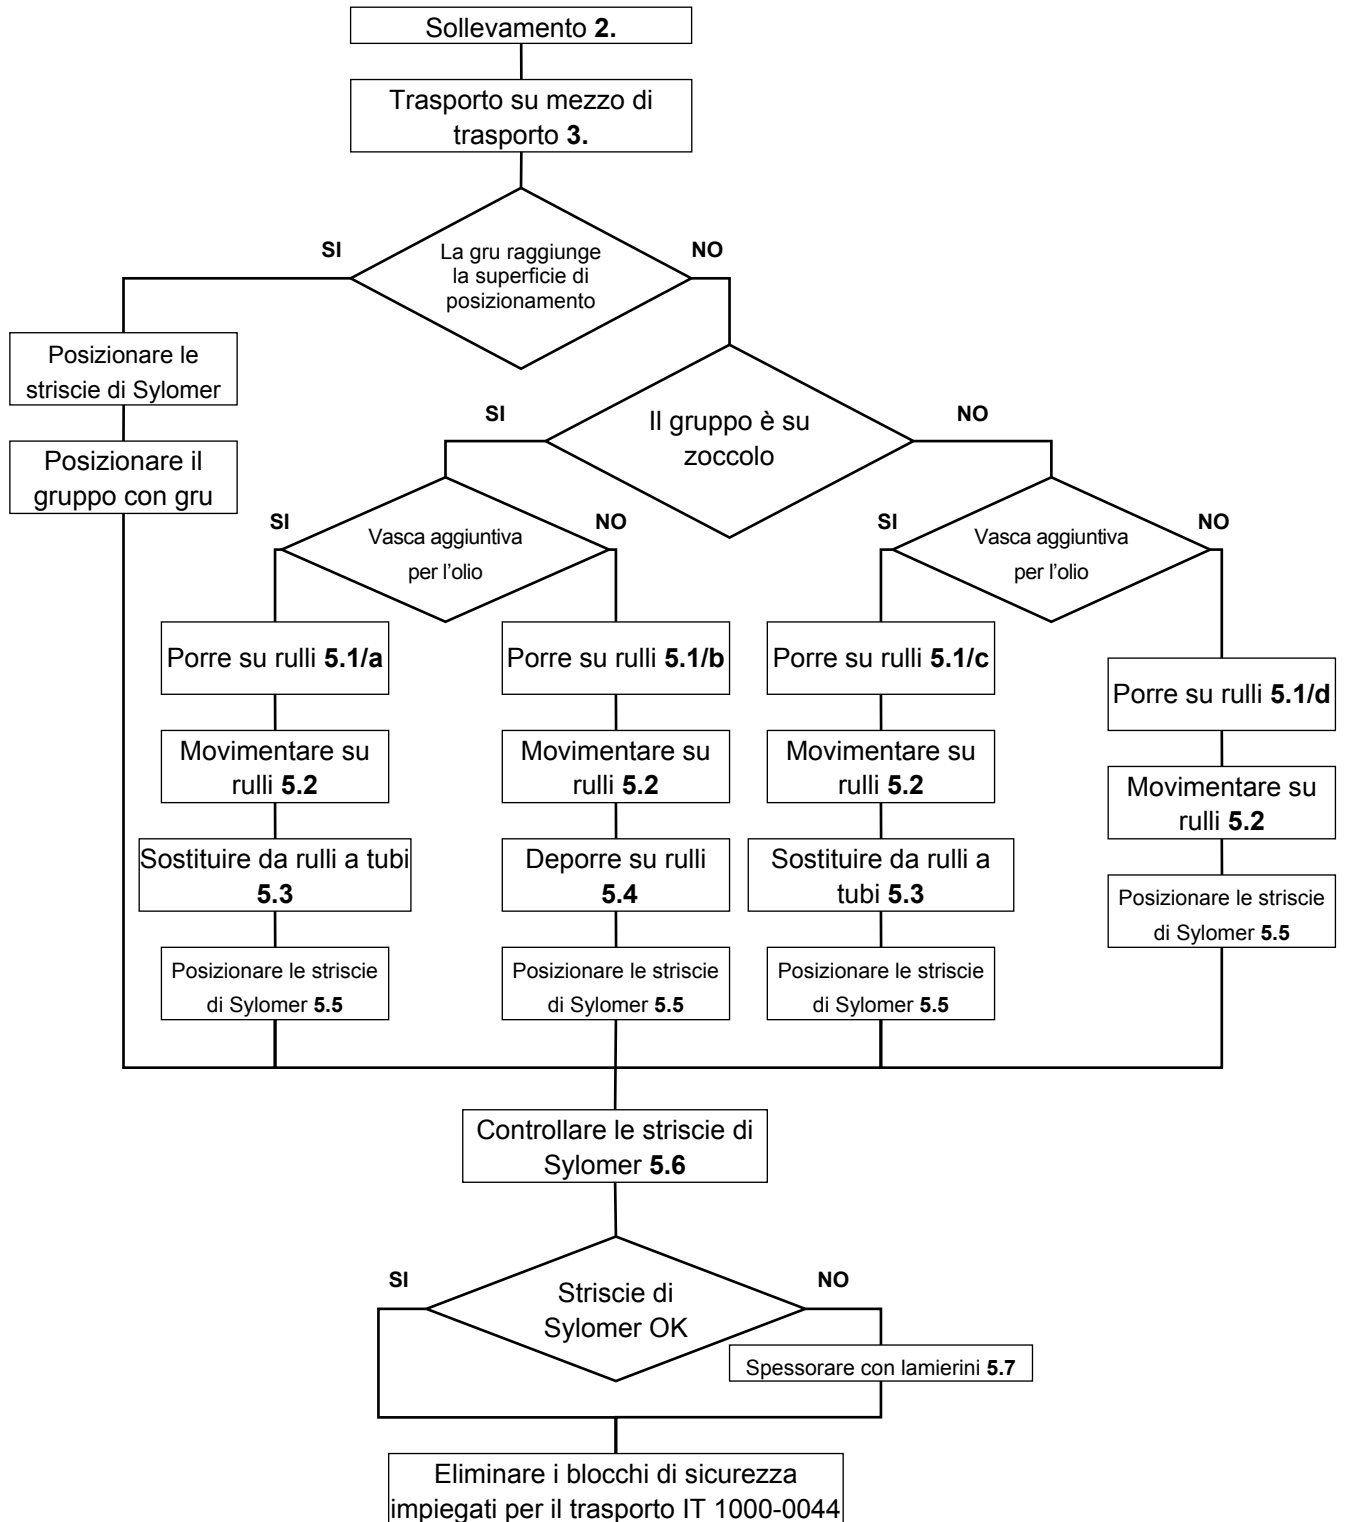 Sollevamento 2.
Trasporto su mezzo di
trasporto 3.
SI
NO
La gru raggiunge
la superficie di
posizionamento
Posizionare le
striscie di Sylomer
Posizionare il
gruppo con gru
SI
NO
Il gruppo è su
zoccolo
SI
NO
Vasca aggiuntiva
per l'olio
SI
NO
Vasca aggiuntiva
per l'olio
Porre su rulli 5.1/a
Porre su rulli 5.1/b
Porre su rulli 5.1/c
Porre su rulli 5.1/d
Movimentare su
rulli 5.2
Movimentare su
rulli 5.2
Movimentare su
rulli 5.2
Movimentare su
rulli 5.2
Sostituire da rulli a tubi
5.3
Deporre su rulli
5.4
Sostituire da rulli a
tubi 5.3
Posizionare le striscie
di Sylomer 5.5
Posizionare le striscie
di Sylomer 5.5
Posizionare le striscie
di Sylomer 5.5
Posizionare le striscie
di Sylomer 5.5
Controllare le striscie di
Sylomer 5.6
SI
NO
Striscie di
Sylomer OK
Spessorare con lamierini 5.7
Eliminare i blocchi di sicurezza
impiegati per il trasporto IT 1000-0044